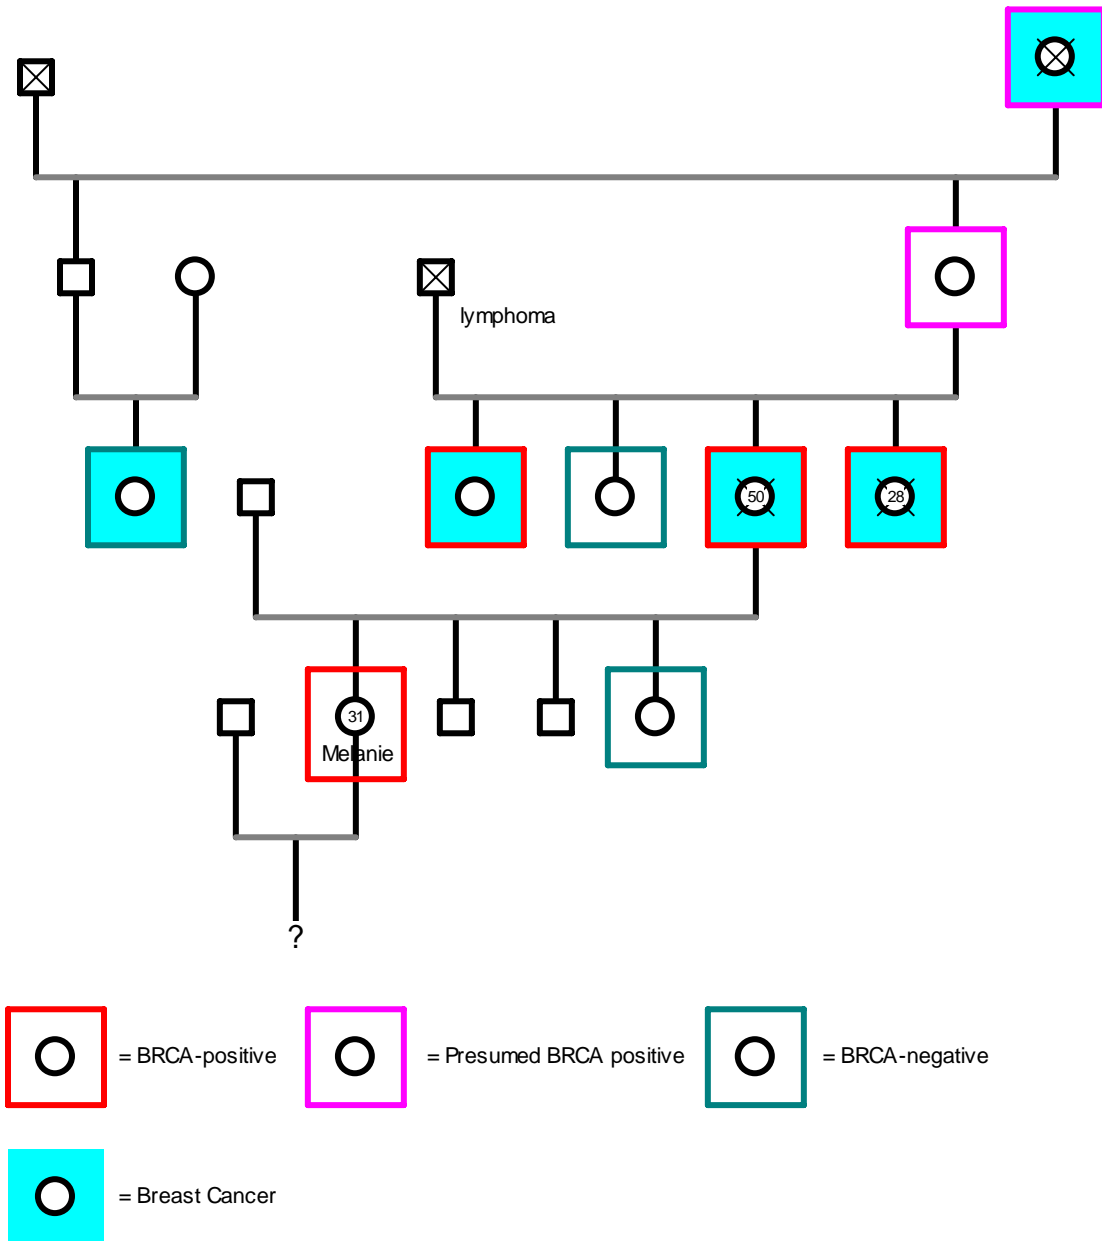 lymphoma
50
28
31
Melanie
?
= BRCA-positive
= Presumed BRCA positive
= BRCA-negative
= Breast Cancer